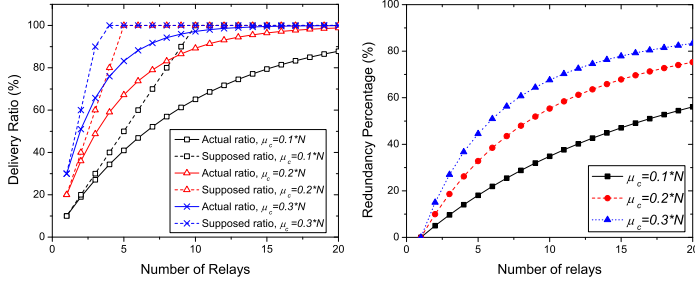 Delivery Ratio (%)
100
80
60
40
20
0
0
5
10
15
20
Number of Relays
Actual ratio, μc=0.1*N
Supposed ratio, μc=0.1*N
Actual ratio, μc=0.2*N
Supposed ratio, μc=0.2*N
Actual ratio, μc=0.3*N
Supposed ratio, μc=0.3*N
Redundancy Percentage (%)
100
80
60
40
20
0
0
5
10
15
20
Number of relays
μc=0.1*N
μc=0.2*N
μc=0.3*N